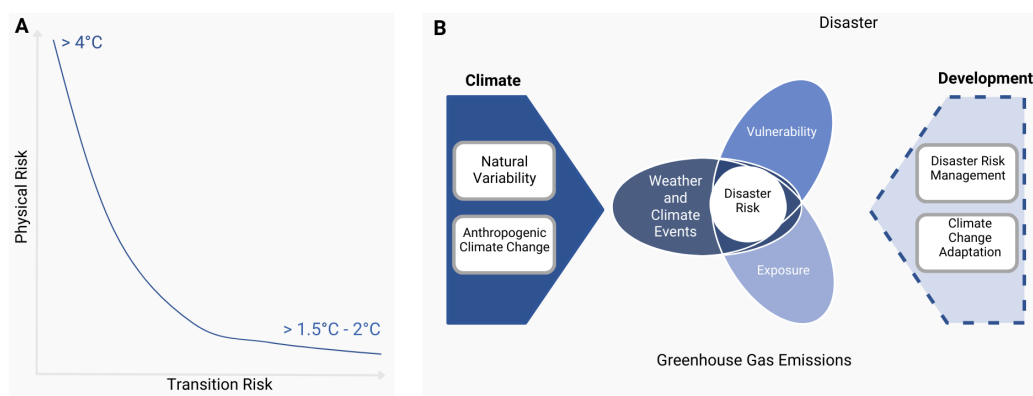 A
> 4°C
Physical Risk
> 1.5°C - 2°C
Transition Risk
B
Disaster
Climate
Natural
Variability
Anthropogenic
Climate Change
Weather
and
Climate
Events
Vulnerability
Disaster
Risk
Exposure
Development
Disaster Risk
Management
Climate
Change
Adaptation
Greenhouse Gas Emissions